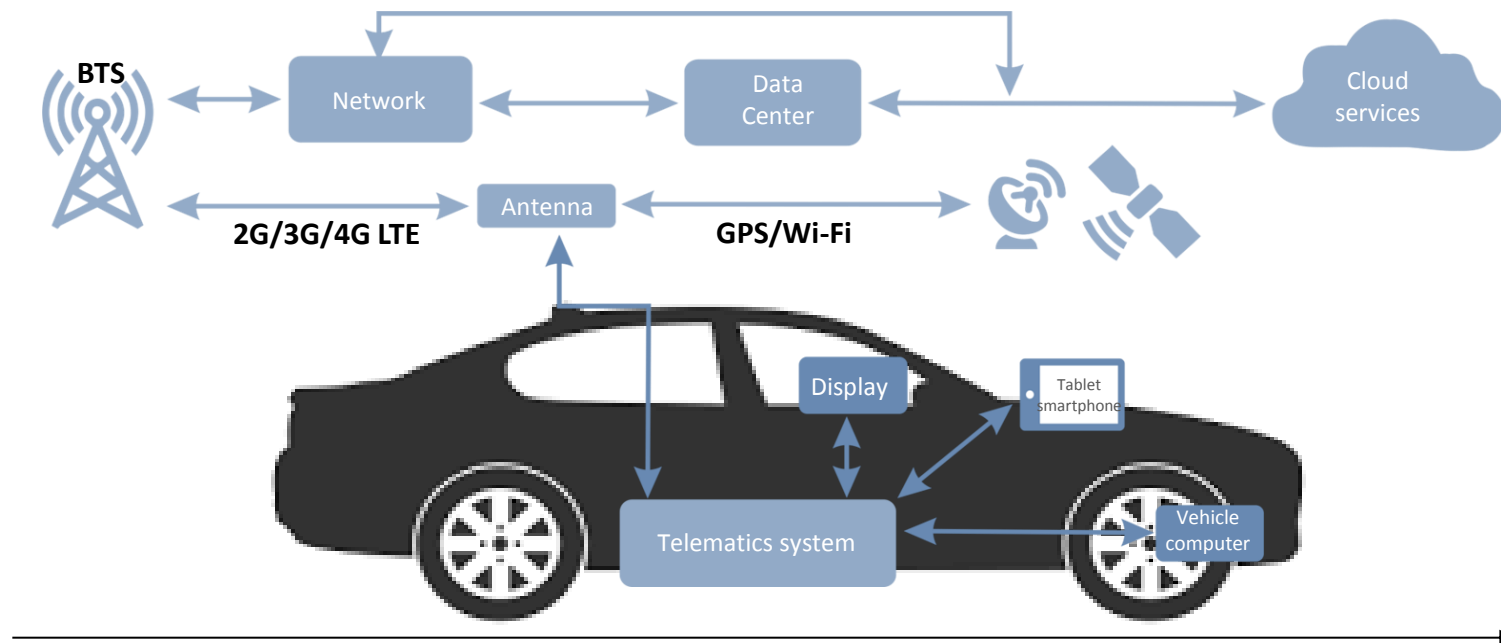 BTS
Network
Data
Center
Cloud
services
Antenna
2G/3G/4G LTE
GPS/Wi-Fi
Display
Tablet
smartphone
Telematics system
Vehicle
computer